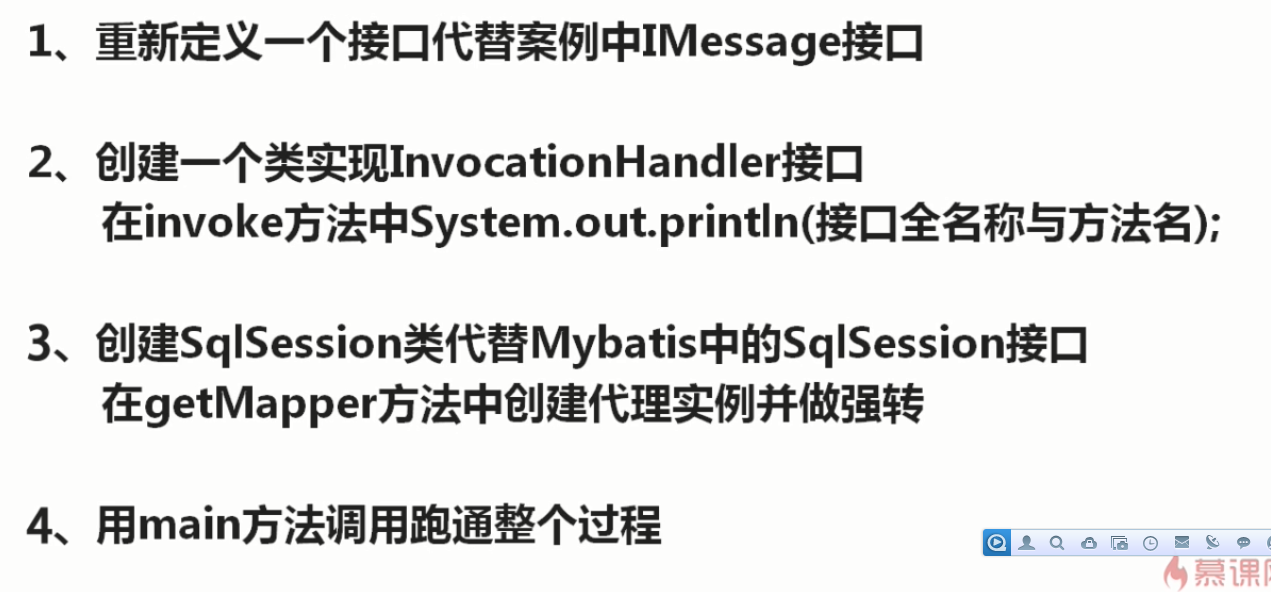 1、重新定义一个接口代替案例中IMessage接口
2、创建一个类实现InvocationHandler接口
在invoke方法中System.out.println(接口全名称与方法名);
3、创建SqlSession类代替Mybatis中的SqlSession接口
在getMapper方法中创建代理实例并做强转
4、用main方法调用跑通整个过程
慕课